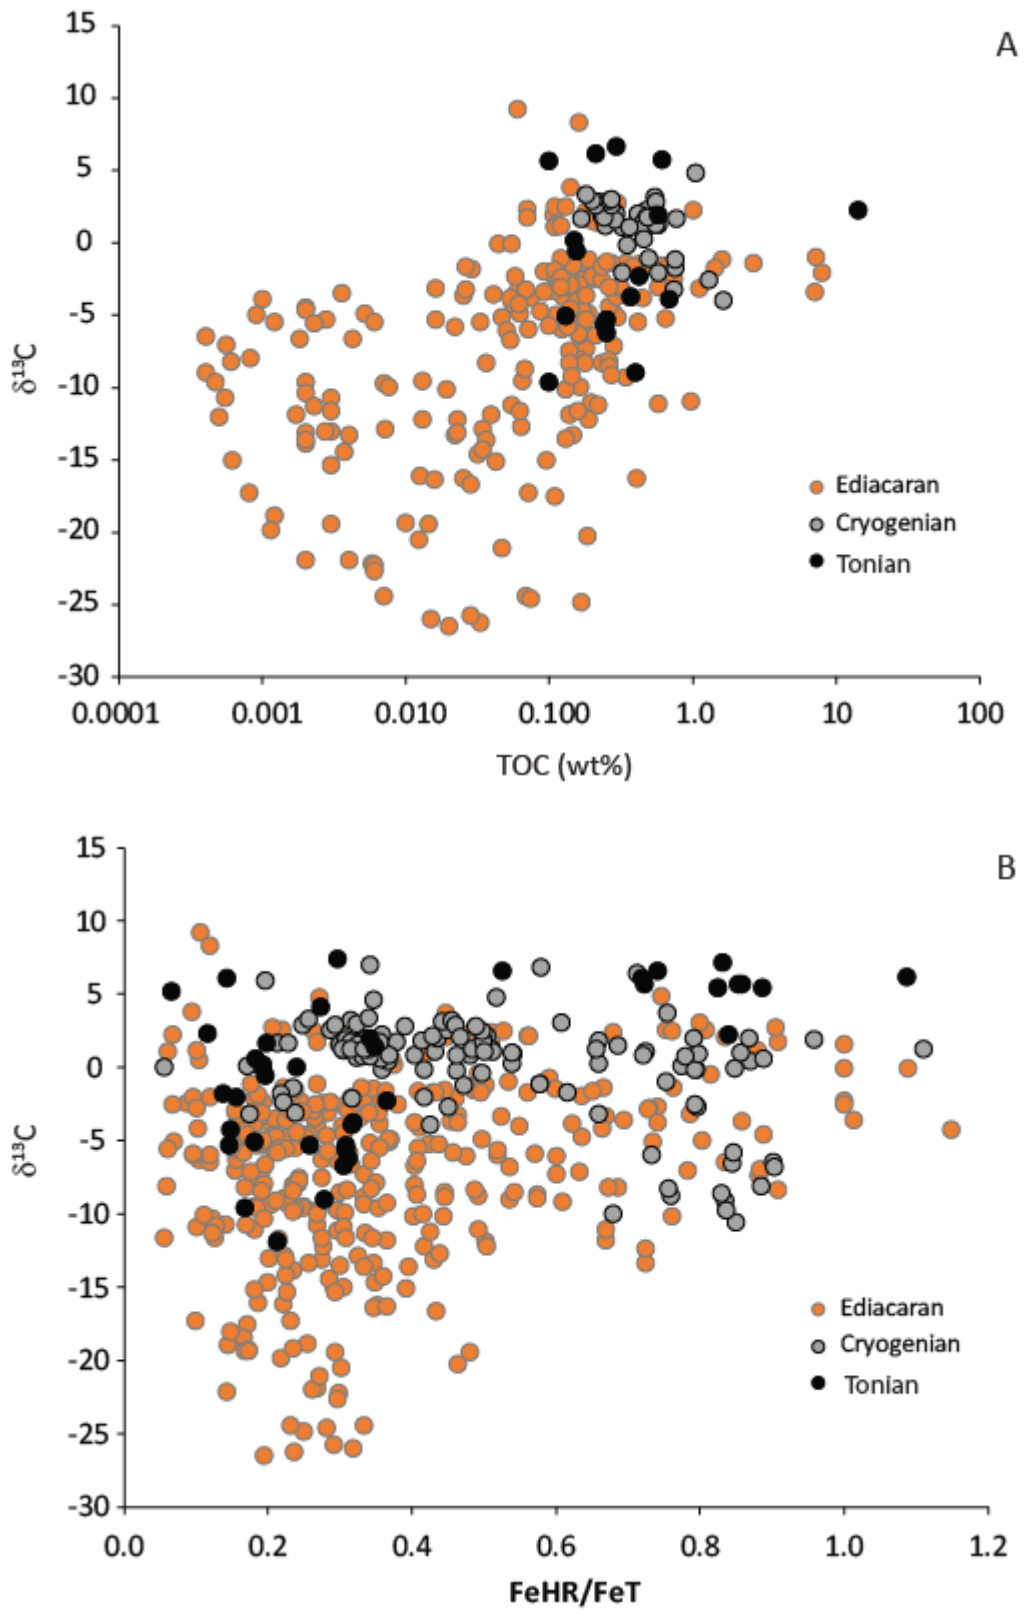 A
15
10
5
0
-5
-10
-15
-20
-25
-30
δ¹³C
Ediacaran
Cryogenian
Tonian
0.0001
0.001
0.010
0.100
1.0
10
100
TOC (wt%)
B
15
10
5
0
-5
-10
-15
-20
-25
-30
δ¹³C
Ediacaran
Cryogenian
Tonian
0.0
0.2
0.4
0.6
0.8
1.0
1.2
FeHR/FeT